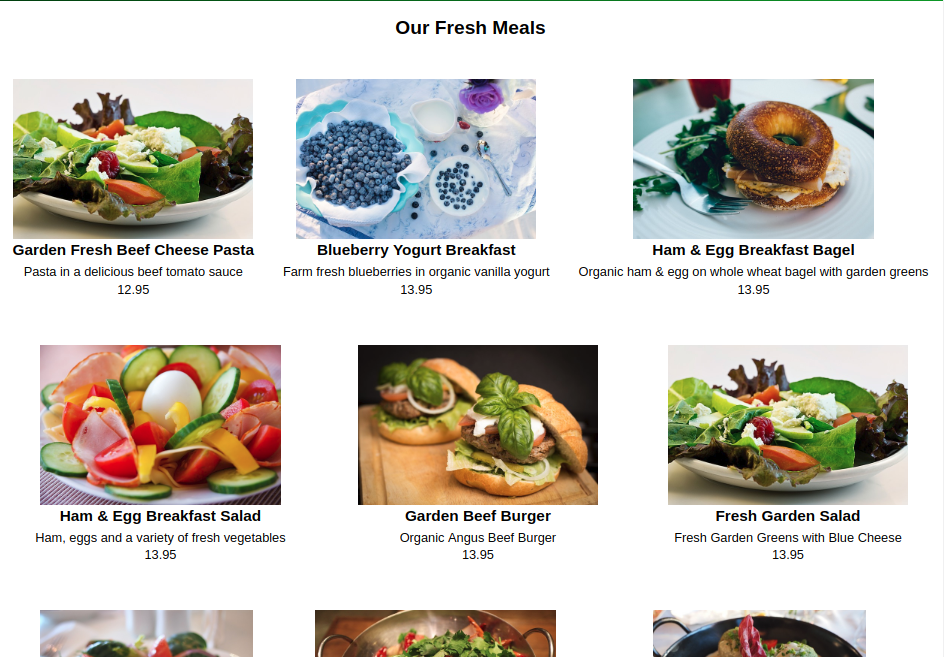 Our Fresh Meals
Garden Fresh Beef Cheese Pasta
Pasta in a delicious beef tomato sauce
12.95
Blueberry Yogurt Breakfast
Farm fresh blueberries in organic vanilla yogurt
13.95
Ham & Egg Breakfast Bagel
Organic ham & egg on whole wheat bagel with garden greens
13.95
Ham & Egg Breakfast Salad
Ham, eggs and a variety of fresh vegetables
13.95
Garden Beef Burger
Organic Angus Beef Burger
13.95
Fresh Garden Salad
Fresh Garden Greens with Blue Cheese
13.95